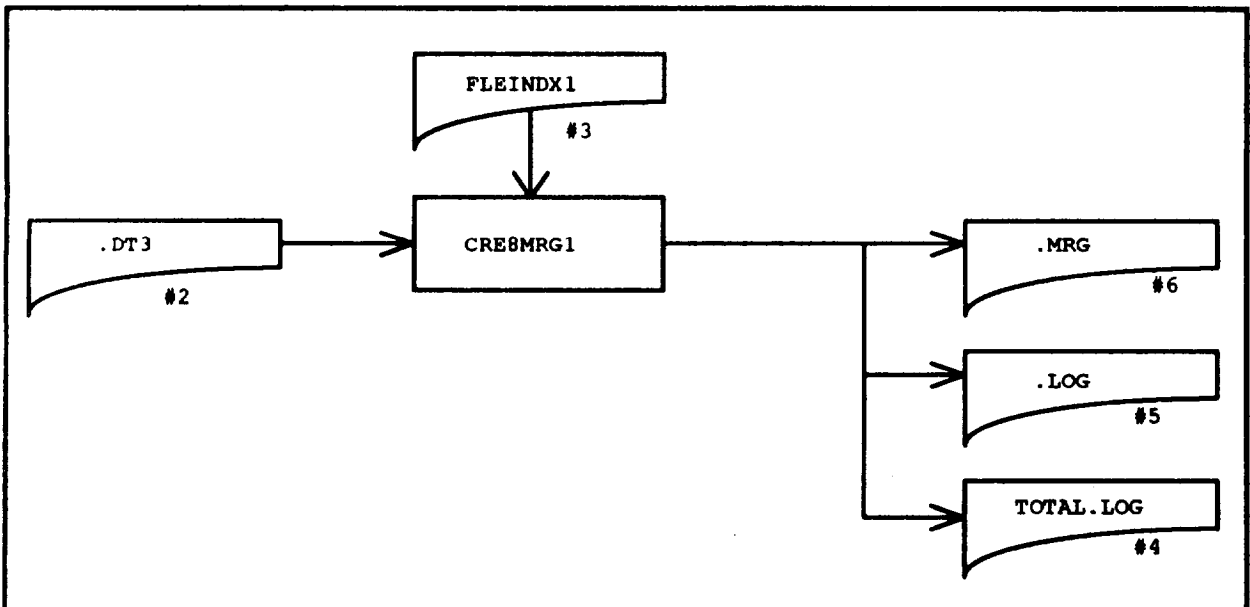 FLEINDX1
#3
.DT3
#2
CRE8MRG1
.MRG
#6
.LOG
#5
TOTAL.LOG
#4